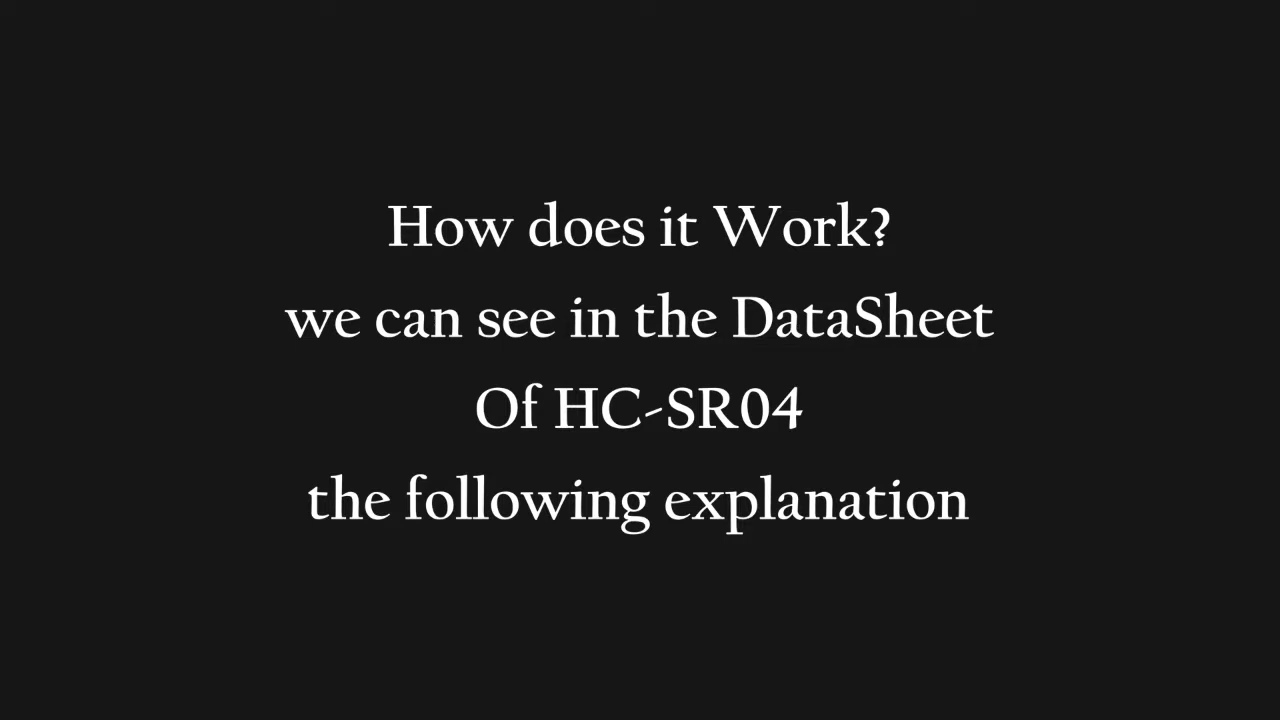 How does it Work?
we can see in the DataSheet
Of HC-SR04
the following explanation